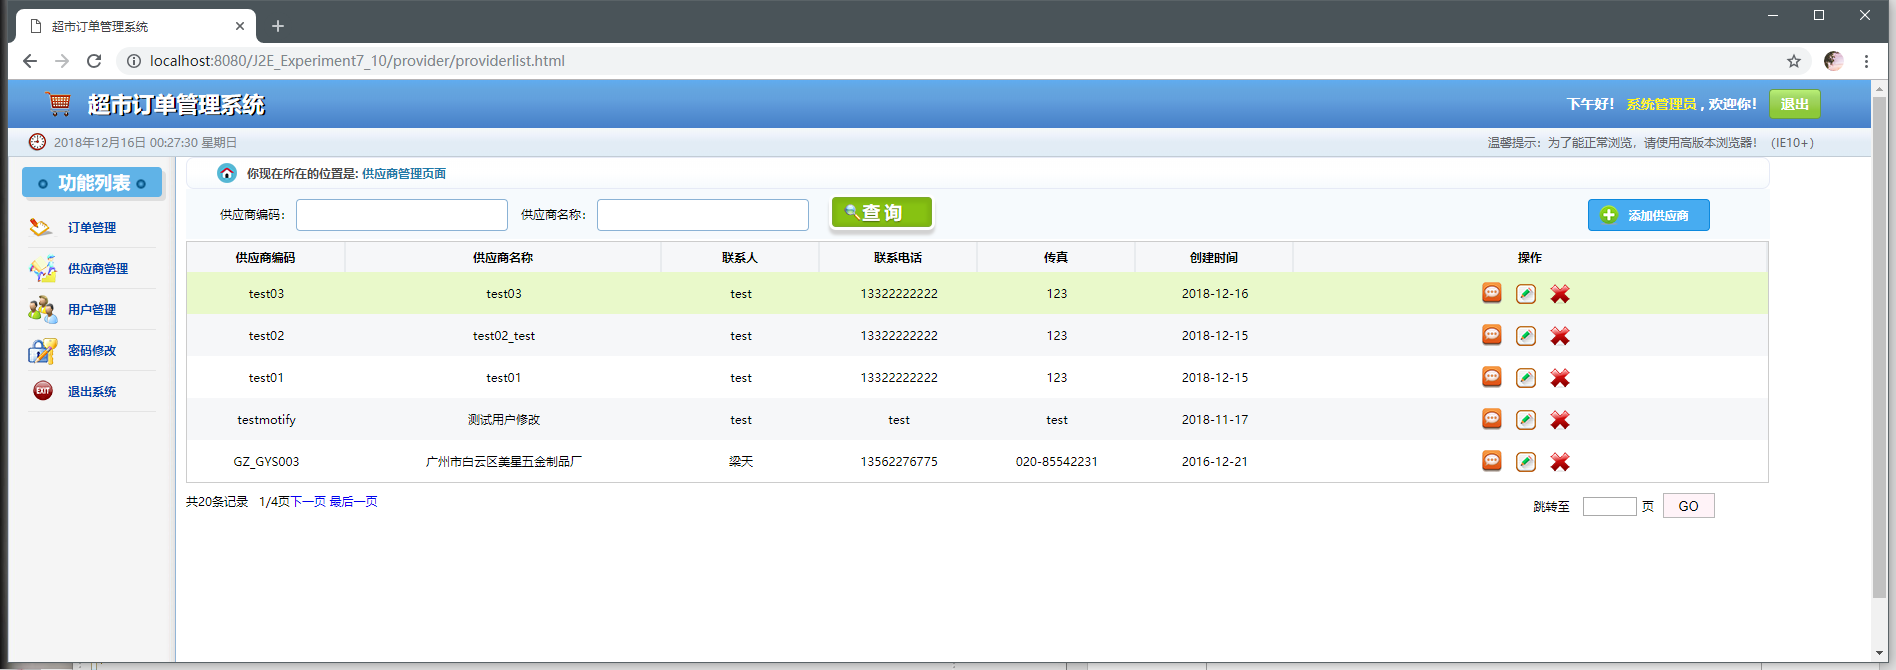 超市订单管理系统
localhost:8080/J2E_Experiment7_10/provider/providerlist.html
超市订单管理系统
下午好！ 系统管理员 , 欢迎你！ 退出
2018年12月16日 00:27:30 星期日
温馨提示：为了能正常浏览，请使用高版本浏览器！ (IE10+)
功能列表
订单管理
供应商管理
用户管理
密码修改
EXIT 退出系统
你现在所在的位置是: 供应商管理页面
供应商编码： 供应商名称： 查 询 添加供应商
供应商编码 供应商名称 联系人 联系电话 传真 创建时间 操作
test03 test03 test 13322222222 123 2018-12-16
test02 test02_test test 13322222222 123 2018-12-15
test01 test01 test 13322222222 123 2018-12-15
testmotify 测试用户修改 test test test 2018-11-17
GZ_GYS003 广州市白云区美星五金制品厂 梁天 13562276775 020-85542231 2016-12-21
共20条记录 1/4页下一页 最后一页
跳转至 页 GO